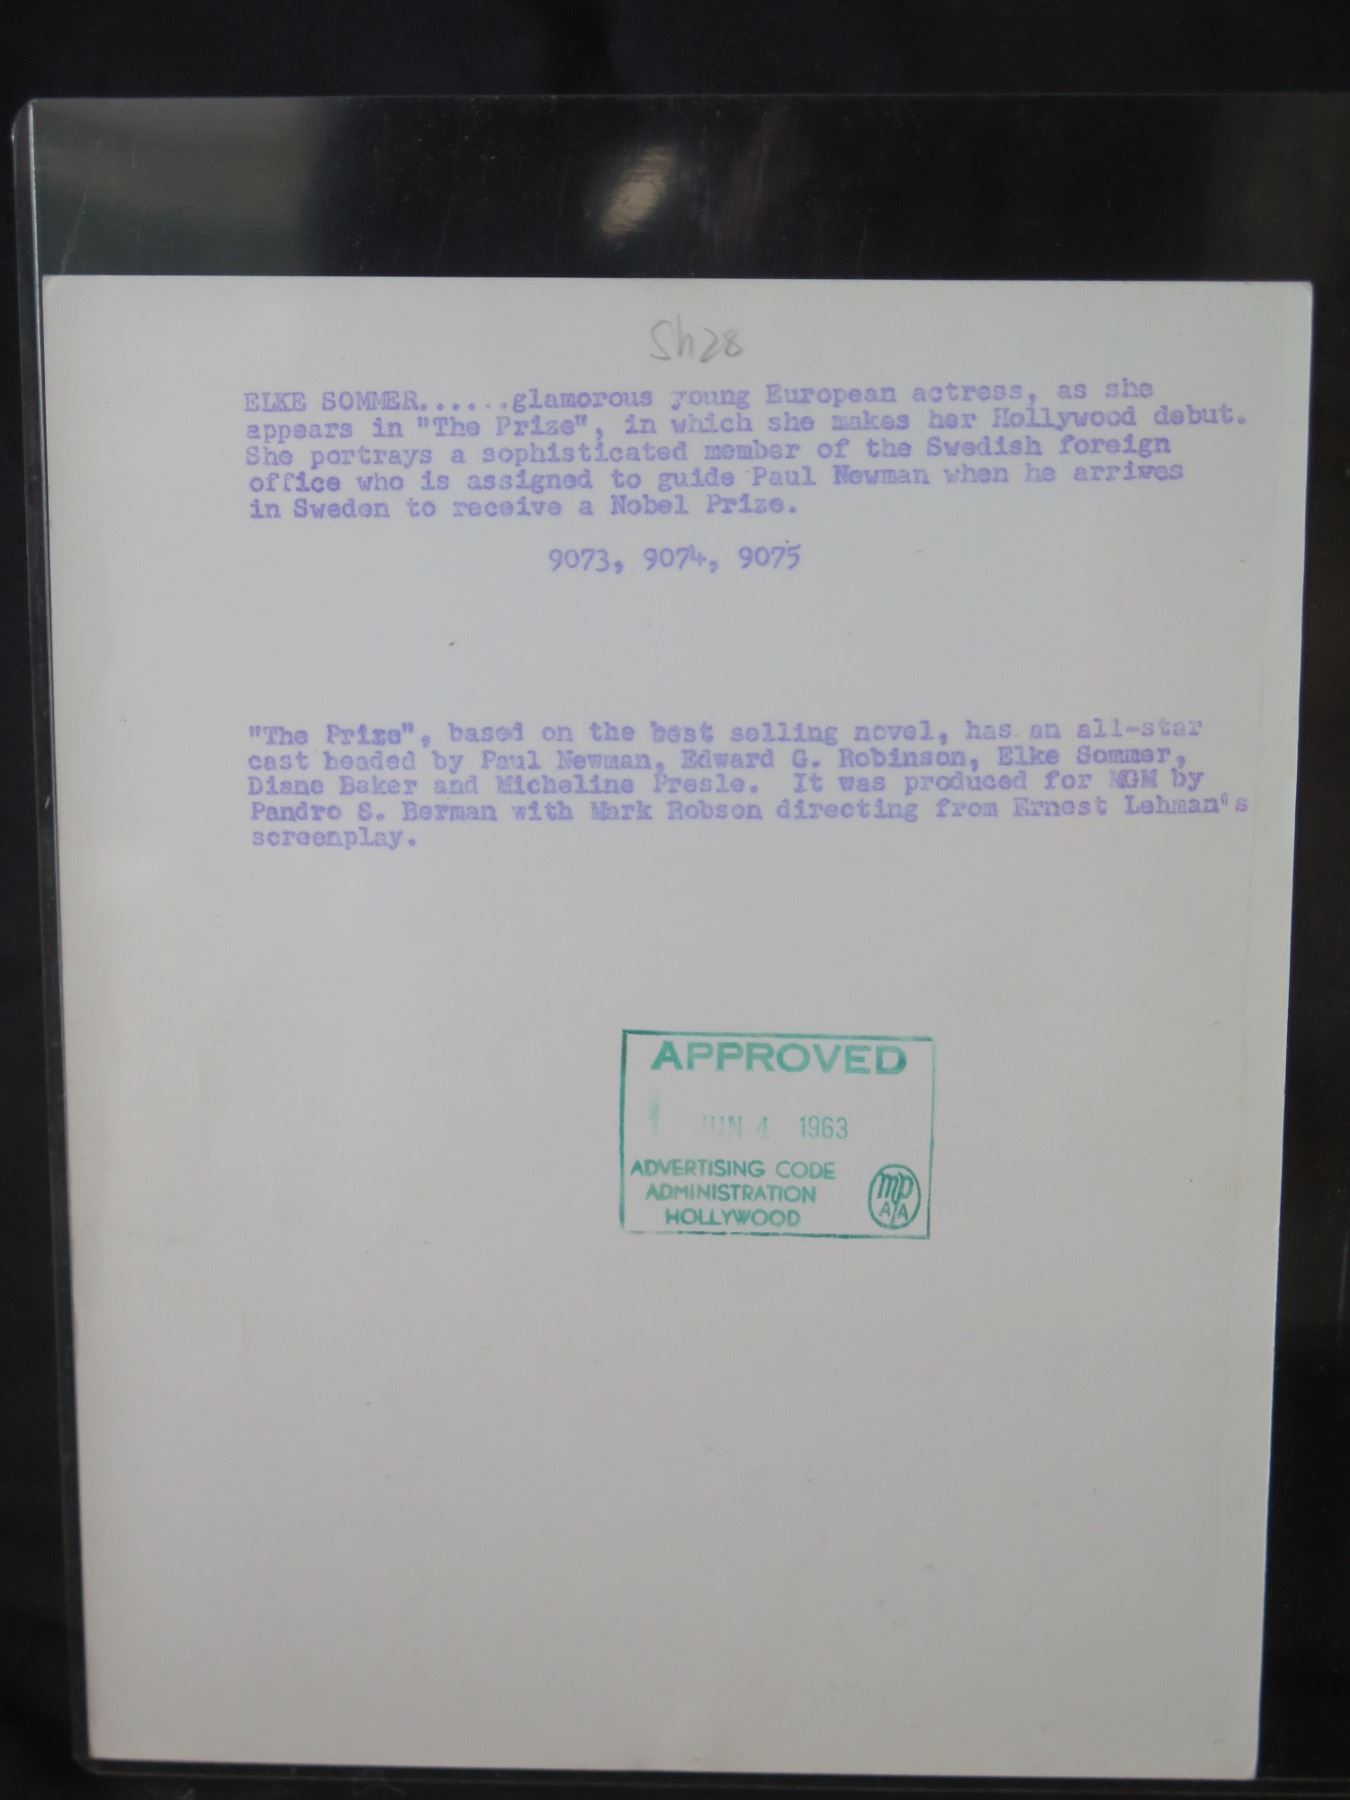 Sh28
ELKE SOMMER......glamorous young European actress, as she
appears in "The Prize", in which she makes her Hollywood debut.
She portrays a sophisticated member of the Swedish foreign
office who is assigned to guide Paul Newman when he arrives
in Sweden to receive a Nobel Prize.
9073, 9074, 9075
"The Prize", based on the best selling novel, has an all-star
cast headed by Paul Newman, Edward G. Robinson, Elke Sommer,
Diane Baker and Micheline Presle. It was produced for MGM by
Pandro S. Berman with Mark Robson directing from Ernest Lehman's
screenplay.
APPROVED
JUN 4 1963
ADVERTISING CODE
ADMINISTRATION
HOLLYWOOD
MPAA